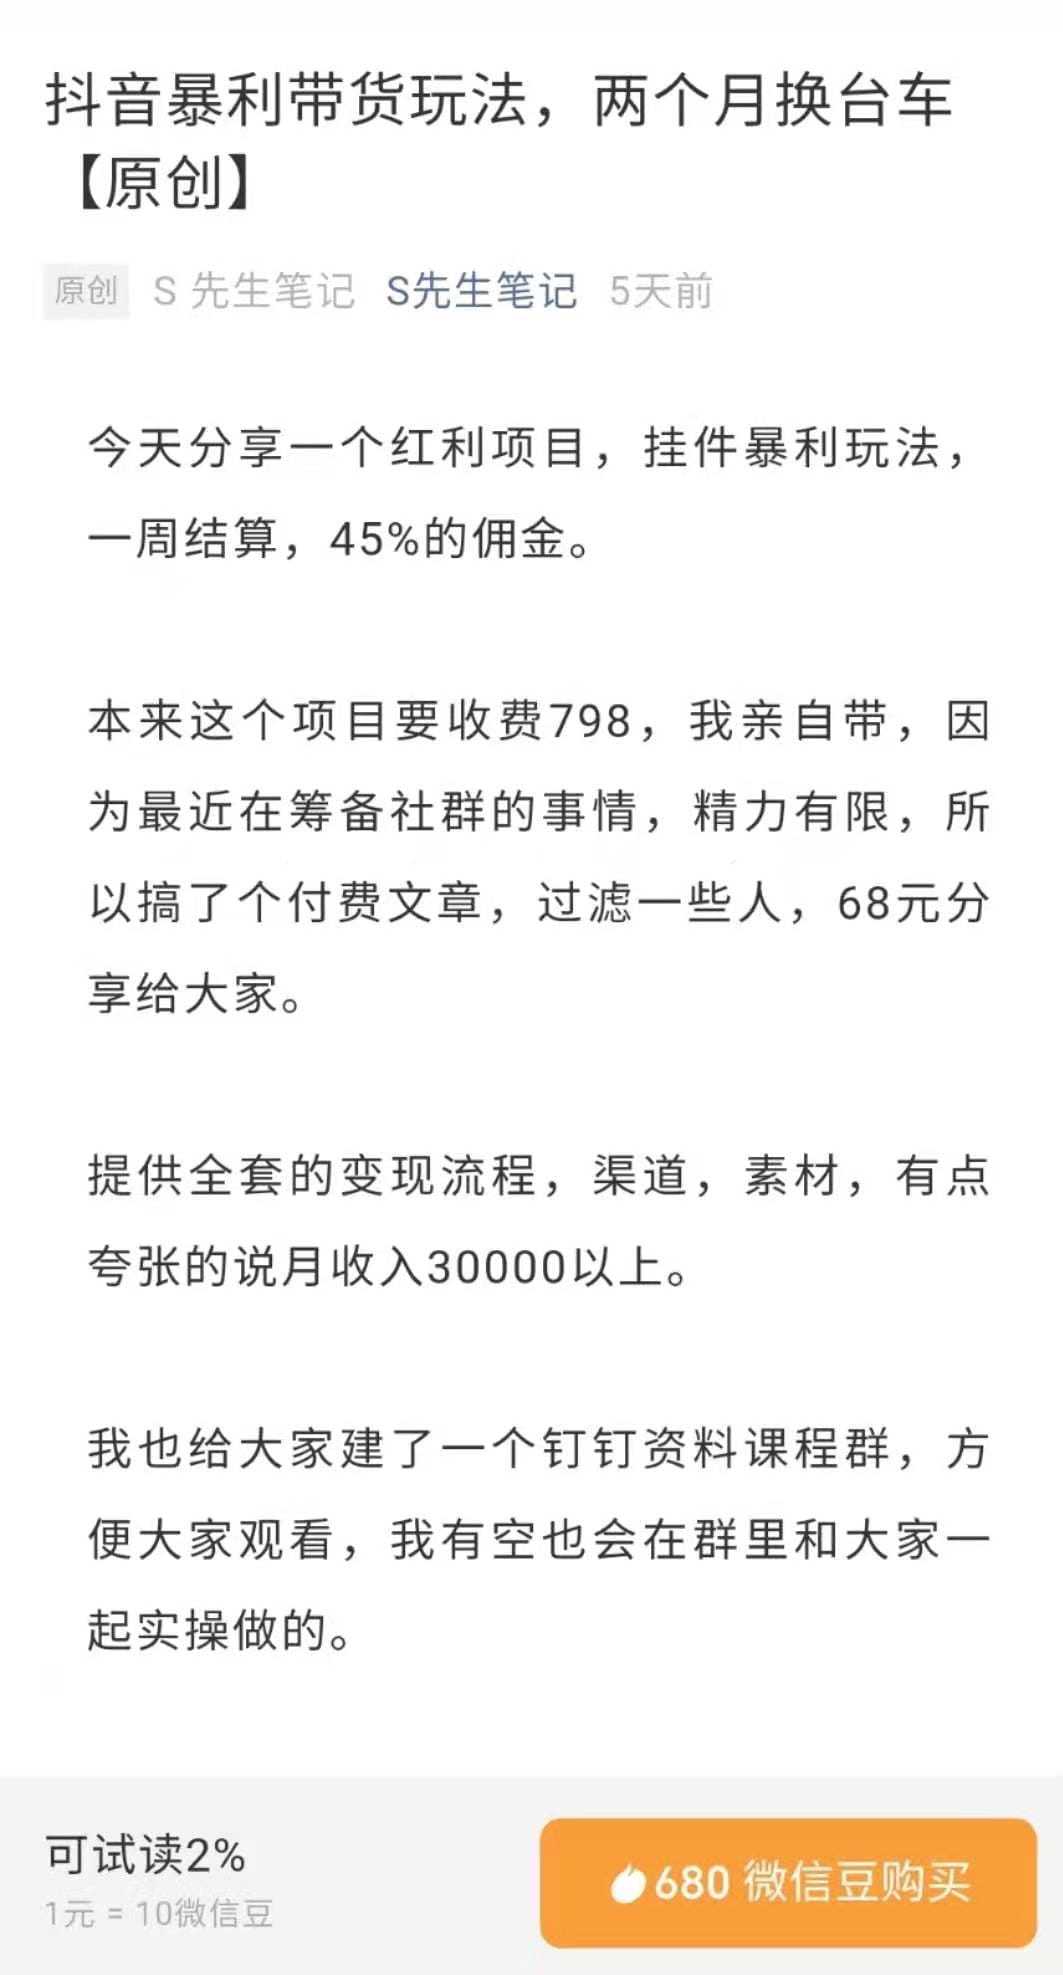 抖音暴利带货玩法，两个月换台车
【原创】
原创 S 先生笔记 S先生笔记 5天前
今天分享一个红利项目，挂件暴利玩法，
一周结算，45%的佣金。
本来这个项目要收费798，我亲自带，因
为最近在筹备社群的事情，精力有限，所
以搞了个付费文章，过滤一些人，68元分
享给大家。
提供全套的变现流程，渠道，素材，有点
夸张的说月收入30000以上。
我也给大家建了一个钉钉资料课程群，方
便大家观看，我有空也会在群里和大家一
起实操做的。
可试读2%
1元 = 10微信豆
680 微信豆购买